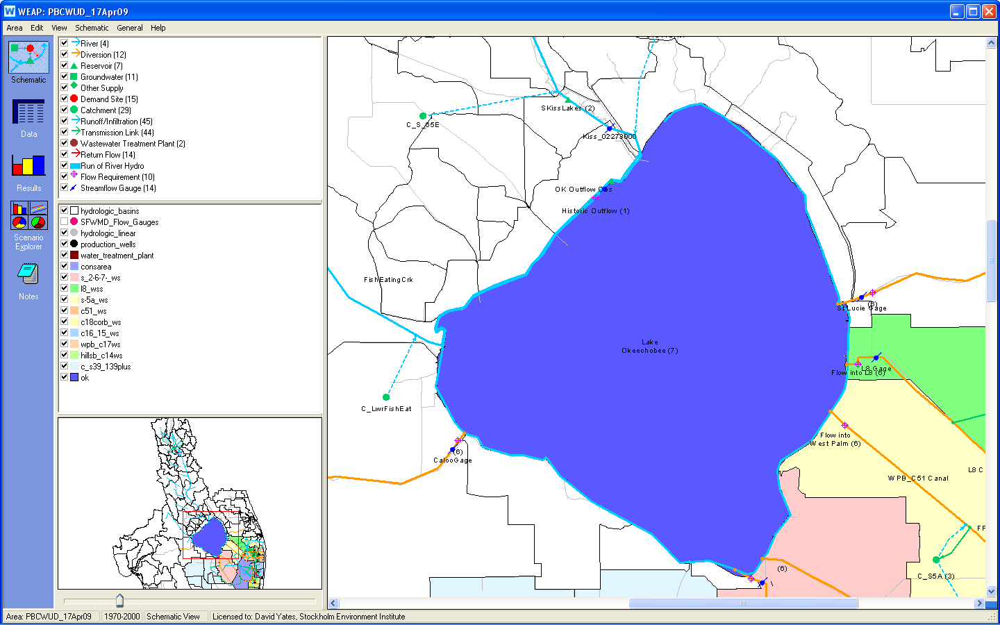 WEAP: PBCWUD_17Apr09
Area Edit View Schematic General Help
Schematic
Data
Results
Scenario
Explorer
Notes
River (4)
Diversion (12)
Reservoir (7)
Groundwater (11)
Other Supply
Demand Site (15)
Catchment (29)
Runoff/Infiltration (45)
Transmission Link (44)
Wastewater Treatment Plant (2)
Return Flow (14)
Run of River Hydro
Flow Requirement (10)
Streamflow Gauge (14)
hydrologic_basins
SFWMD_Flow_Gauges
hydrologic_linear
production_wells
water_treatment_plant
consarea
s_2-6-7-_ws
l8_wss
s-5a_ws
c51_ws
c18corb_ws
c16_15_ws
wpb_c17ws
hillsb_c14ws
c_s39_139plus
ok
SKissLakes (2)
C_S_65E
Kiss_02273000
OK Outflow Obs
Historic Outflow (1)
FishEatingCrk
(6)
St Lucie Gage
Lake
Okeechobee (7)
L8 Gage
Flow into L8 (6)
C_LwrFishEat
Flow into
West Palm (6)
(6)
CalooGage
L8 C
WPB_C51 Canal
FF
(6)
C_S5A (3)
Area: PBCWUD_17Apr09 1970-2000 Schematic View Licensed to: David Yates, Stockholm Environment Institute